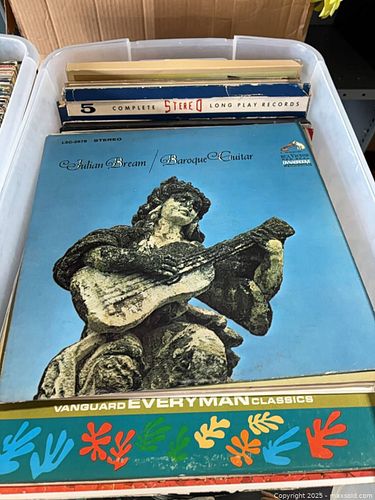 5 COMPLETE STEREO LONG PLAY RECORDS
LSC-2878 STEREO
Julian Bream / Baroque Guitar
VANGUARD EVERYMAN CLASSICS
Copyright 2025 - www.maxsold.com